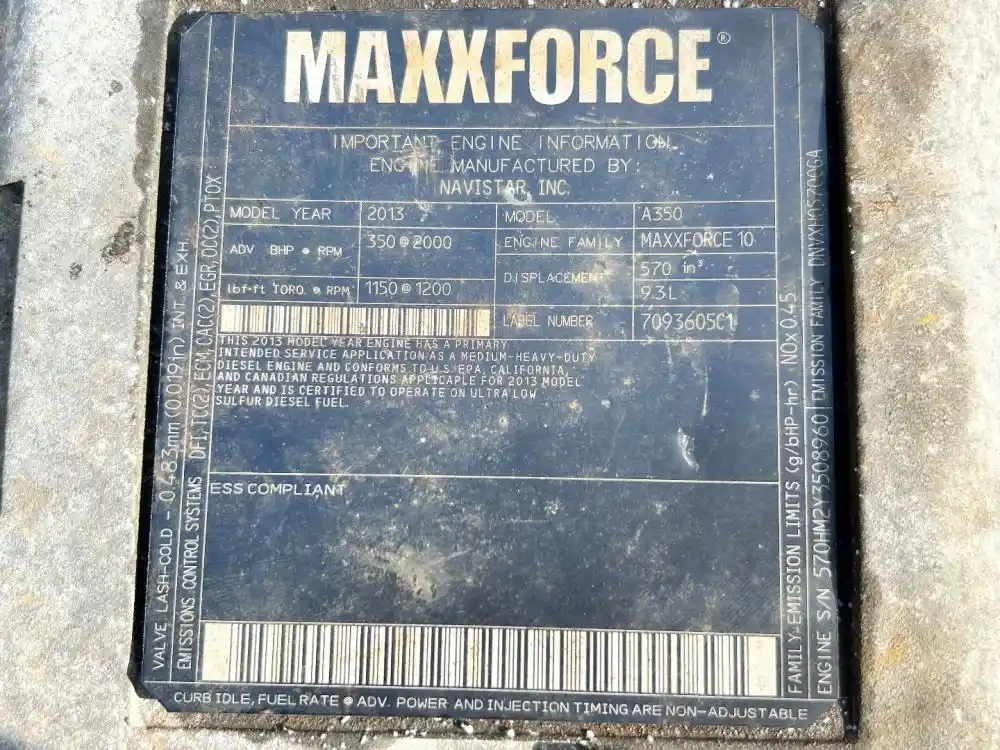 MAXXFORCE®
IMPORTANT ENGINE INFORMATION
ENGINE MANUFACTURED BY:
NAVISTAR, INC.
MODEL YEAR 2013
ADV BHP @ RPM 350 @ 2000
lbf-ft TORQ @ RPM 1150 @ 1200
MODEL A350
ENGINE FAMILY MAXXFORCE 10
DISPLACEMENT 570 in³
9.3L
LABEL NUMBER 7093605C1
THIS 2013 MODEL YEAR ENGINE HAS A PRIMARY
INTENDED SERVICE APPLICATION AS A MEDIUM-HEAVY-DUTY
DIESEL ENGINE AND CONFORMS TO U.S. EPA, CALIFORNIA,
AND CANADIAN REGULATIONS APPLICAPLE FOR 2013 MODEL
YEAR AND IS CERTIFIED TO OPERATE ON ULTRA LOW
SULFUR DIESEL FUEL.
ESS COMPLIANT
VALVE LASH-COLD - 0.483mm (0.019in) INT. & EXH.
EMISSIONS CONTROL SYSTEMS DFI, TC(2), ECM, CAC(2), EGR, OC(2), PTOX
FAMILY-EMISSION LIMITS (g/bHP-hr) NOx 0.45
ENGINE S/N 570HM2Y3508960 EMISSION FAMILY DNVXH05700GA
CURB IDLE, FUEL RATE @ ADV. POWER AND INJECTION TIMING ARE NON-ADJUSTABLE